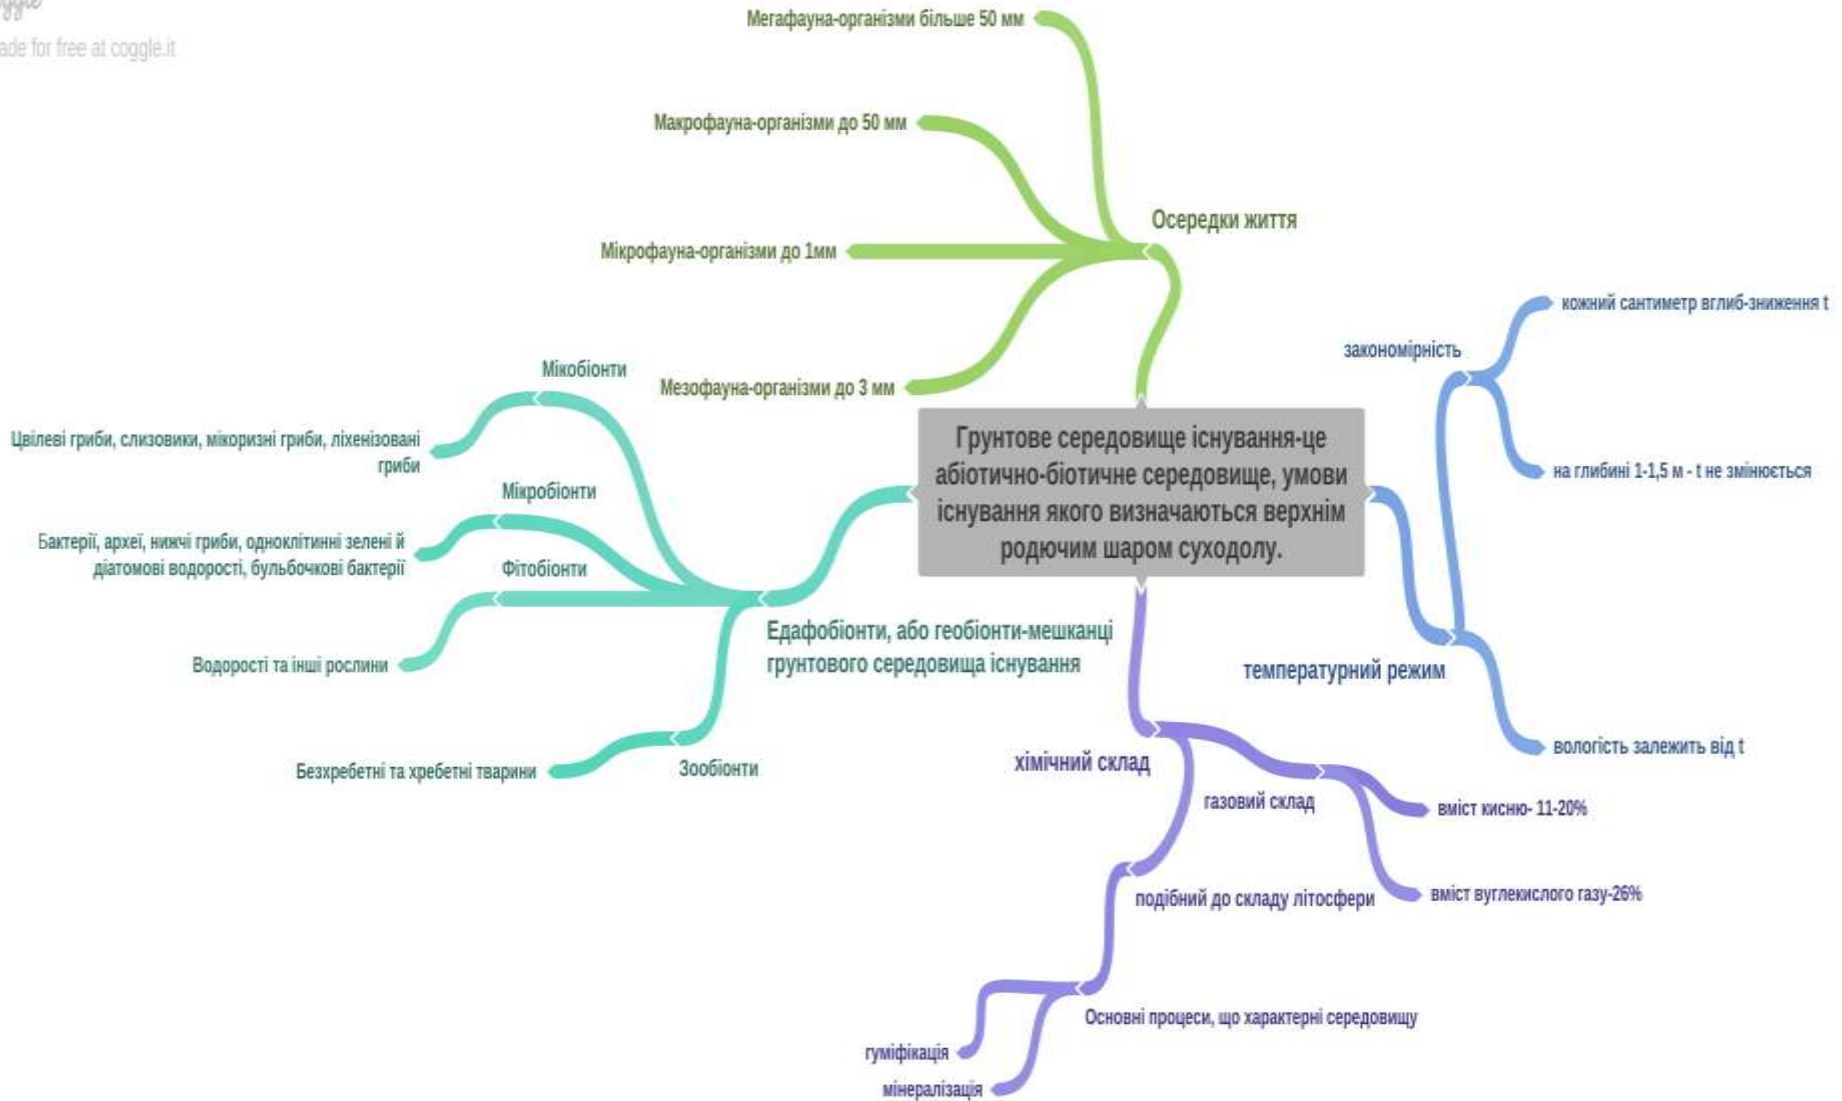 ade for free at coggle.it
Мегафауна-організми більше 50 мм
Макрофауна-організми до 50 мм
Осередки життя
Мікрофауна-організми до 1мм
Мезофауна-організми до 3 мм
кожний сантиметр вглиб-зниження t
закономірність
на глибині 1-1,5 м - t не змінюється
Мікобіонти
Цвілеві гриби, слизовики, мікоризні гриби, ліхенізовані
гриби
Мікробіонти
Бактерії, археї, нижчі гриби, одноклітинні зелені й
діатомові водорості, бульбочкові бактерії
Фітобіонти
Водорості та інші рослини
Безхребетні та хребетні тварини
Зообіонти
Грунтове середовище існування-це
абіотично-біотичне середовище, умови
існування якого визначаються верхнім
родючим шаром суходолу.
Едафобіонти, або геобіонти-мешканці
грунтового середовища існування
температурний режим
вологість залежить від t
хімічний склад
газовий склад
вміст кисню- 11-20%
вміст вуглекислого газу-26%
подібний до складу літосфери
Основні процеси, що характерні середовищу
гуміфікація
мінералізація